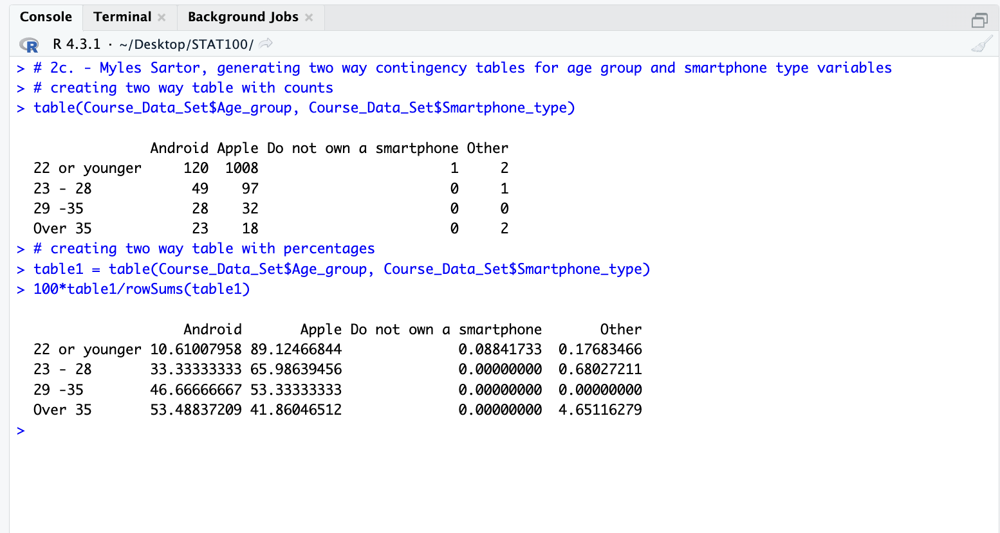 Console Terminal Background Jobs
R 4.3.1 · ~/Desktop/STAT100/
> # 2c. - Myles Sartor, generating two way contingency tables for age group and smartphone type variables
> # creating two way table with counts
> table(Course_Data_Set$Age_group, Course_Data_Set$Smartphone_type)
Android Apple Do not own a smartphone Other
22 or younger 120 1008 1 2
23 - 28 49 97 0 1
29 -35 28 32 0 0
Over 35 23 18 0 2
> # creating two way table with percentages
> table1 = table(Course_Data_Set$Age_group, Course_Data_Set$Smartphone_type)
> 100*table1/rowSums(table1)
Android Apple Do not own a smartphone Other
22 or younger 10.61007958 89.12466844 0.08841733 0.17683466
23 - 28 33.33333333 65.98639456 0.00000000 0.68027211
29 -35 46.66666667 53.33333333 0.00000000 0.00000000
Over 35 53.48837209 41.86046512 0.00000000 4.65116279
>